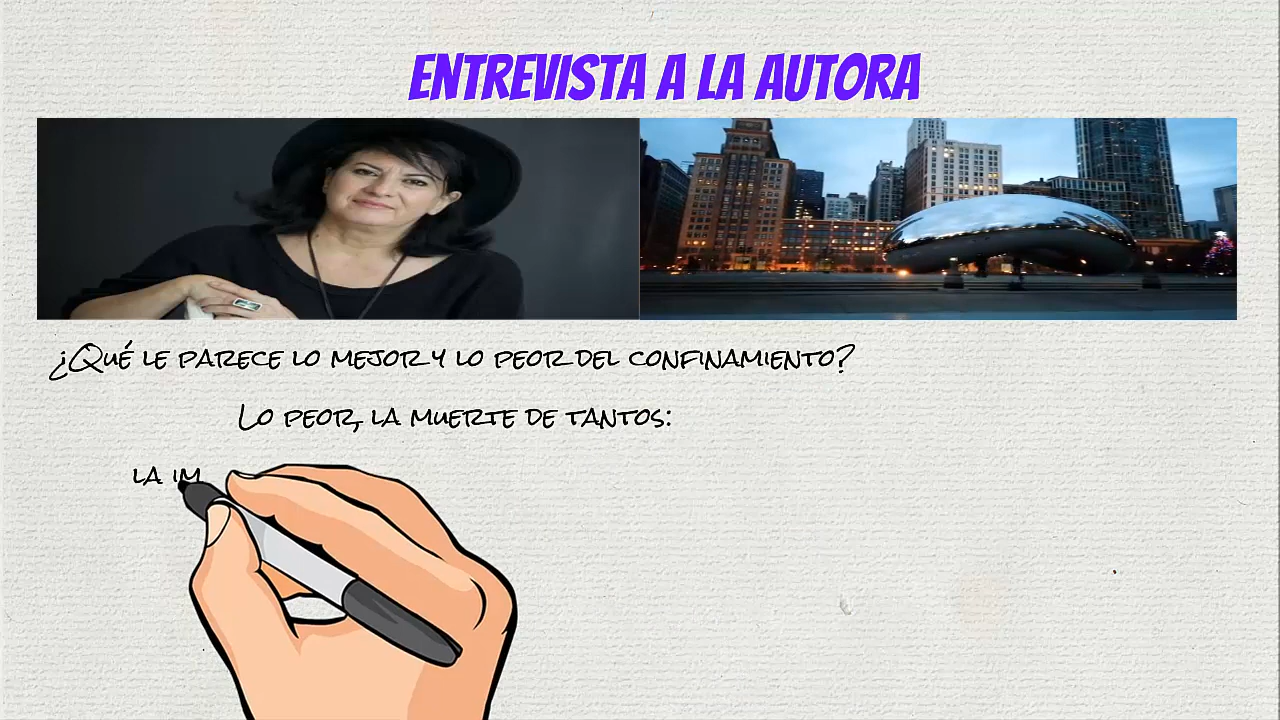 ENTREVISTA A LA AUTORA
¿Qué le parece lo mejor y lo peor del confinamiento?
Lo peor, la muerte de tantos:
la im